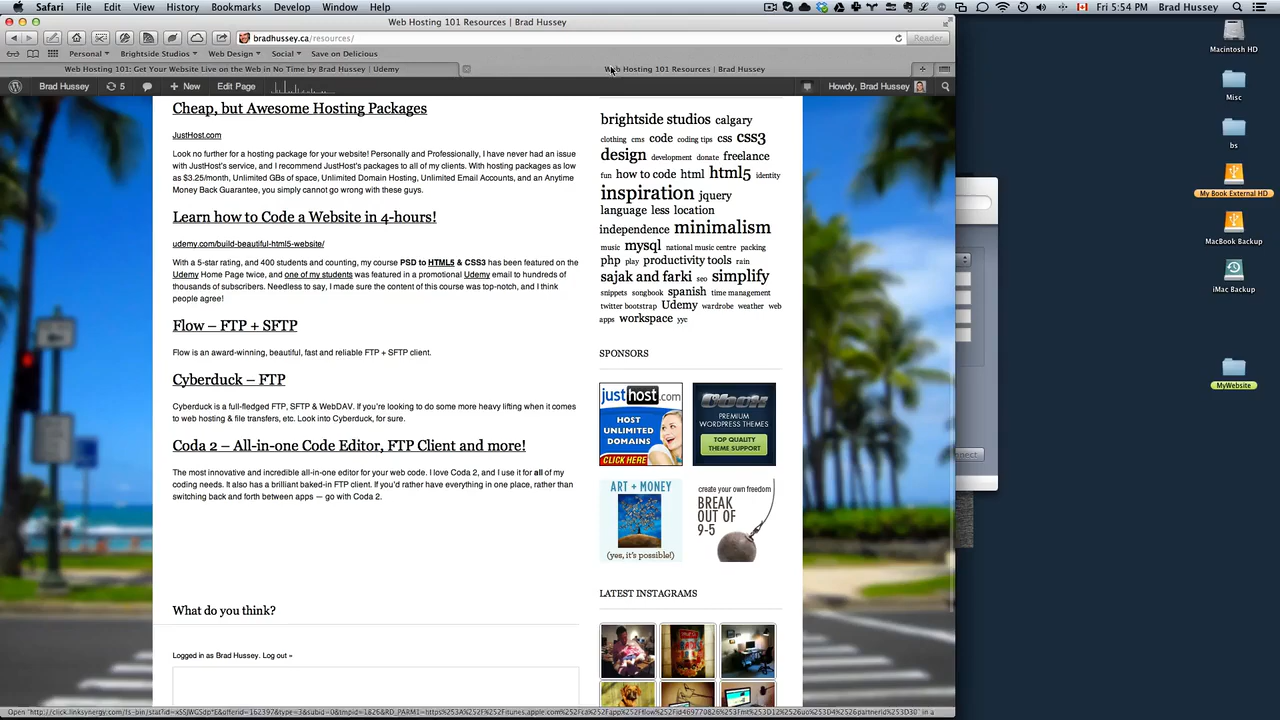 Safari File Edit View History Bookmarks Develop Window Help
Fri 5:54 PM Brad Hussey
Web Hosting 101 Resources | Brad Hussey
bradhussey.ca/resources/
Reader
Personal Brightside Studios Web Design Social Save on Delicious
Web Hosting 101: Get Your Website Live on the Web in No Time by Brad Hussey | Udemy
Web Hosting 101 Resources | Brad Hussey
Brad Hussey 5 + New Edit Page
Howdy, Brad Hussey
Cheap, but Awesome Hosting Packages
JustHost.com
Look no further for a hosting package for your website! Personally and Professionally, I have never had an issue
with JustHost's service, and I recommend JustHost's packages to all of my clients. With hosting packages as low
as $3.25/month, Unlimited GBs of space, Unlimited Domain Hosting, Unlimited Email Accounts, and an Anytime
Money Back Guarantee, you simply cannot go wrong with these guys.
Learn how to Code a Website in 4-hours!
udemy.com/build-beautiful-html5-website/
With a 5-star rating, and 400 students and counting, my course PSD to HTML5 & CSS3 has been featured on the
Udemy Home Page twice, and one of my students was featured in a promotional Udemy email to hundreds of
thousands of subscribers. Needless to say, I made sure the content of this course was top-notch, and I think
people agree!
Flow – FTP + SFTP
Flow is an award-winning, beautiful, fast and reliable FTP + SFTP client.
Cyberduck – FTP
Cyberduck is a full-fledged FTP, SFTP & WebDAV. If you're looking to do some more heavy lifting when it comes
to web hosting & file transfers, etc. Look into Cyberduck, for sure.
Coda 2 – All-in-one Code Editor, FTP Client and more!
The most innovative and incredible all-in-one editor for your web code. I love Coda 2, and I use it for all of my
coding needs. It also has a brilliant baked-in FTP client. If you'd rather have everything in one place, rather than
switching back and forth between apps — go with Coda 2.
What do you think?
Logged in as Brad Hussey. Log out »
brightside studios calgary
clothing cms code coding tips css css3
design development donate freelance
fun how to code html html5 identity
inspiration jquery
language less location
independence minimalism
music mysql national music centre packing
php play productivity tools rain
sajak and farki seo simplify
snippets songbook spanish time management
twitter bootstrap Udemy wardrobe weather web
apps workspace yyc
SPONSORS
justhost.com
HOST
UNLIMITED
DOMAINS
CLICK HERE
PREMIUM
WORDPRESS THEMES
TOP QUALITY
THEME SUPPORT
ART + MONEY
(yes, it's possible!)
create your own freedom
BREAK
OUT OF
9-5
LATEST INSTAGRAMS
Macintosh HD
Misc
bs
My Book External HD
MacBook Backup
iMac Backup
MyWebsite